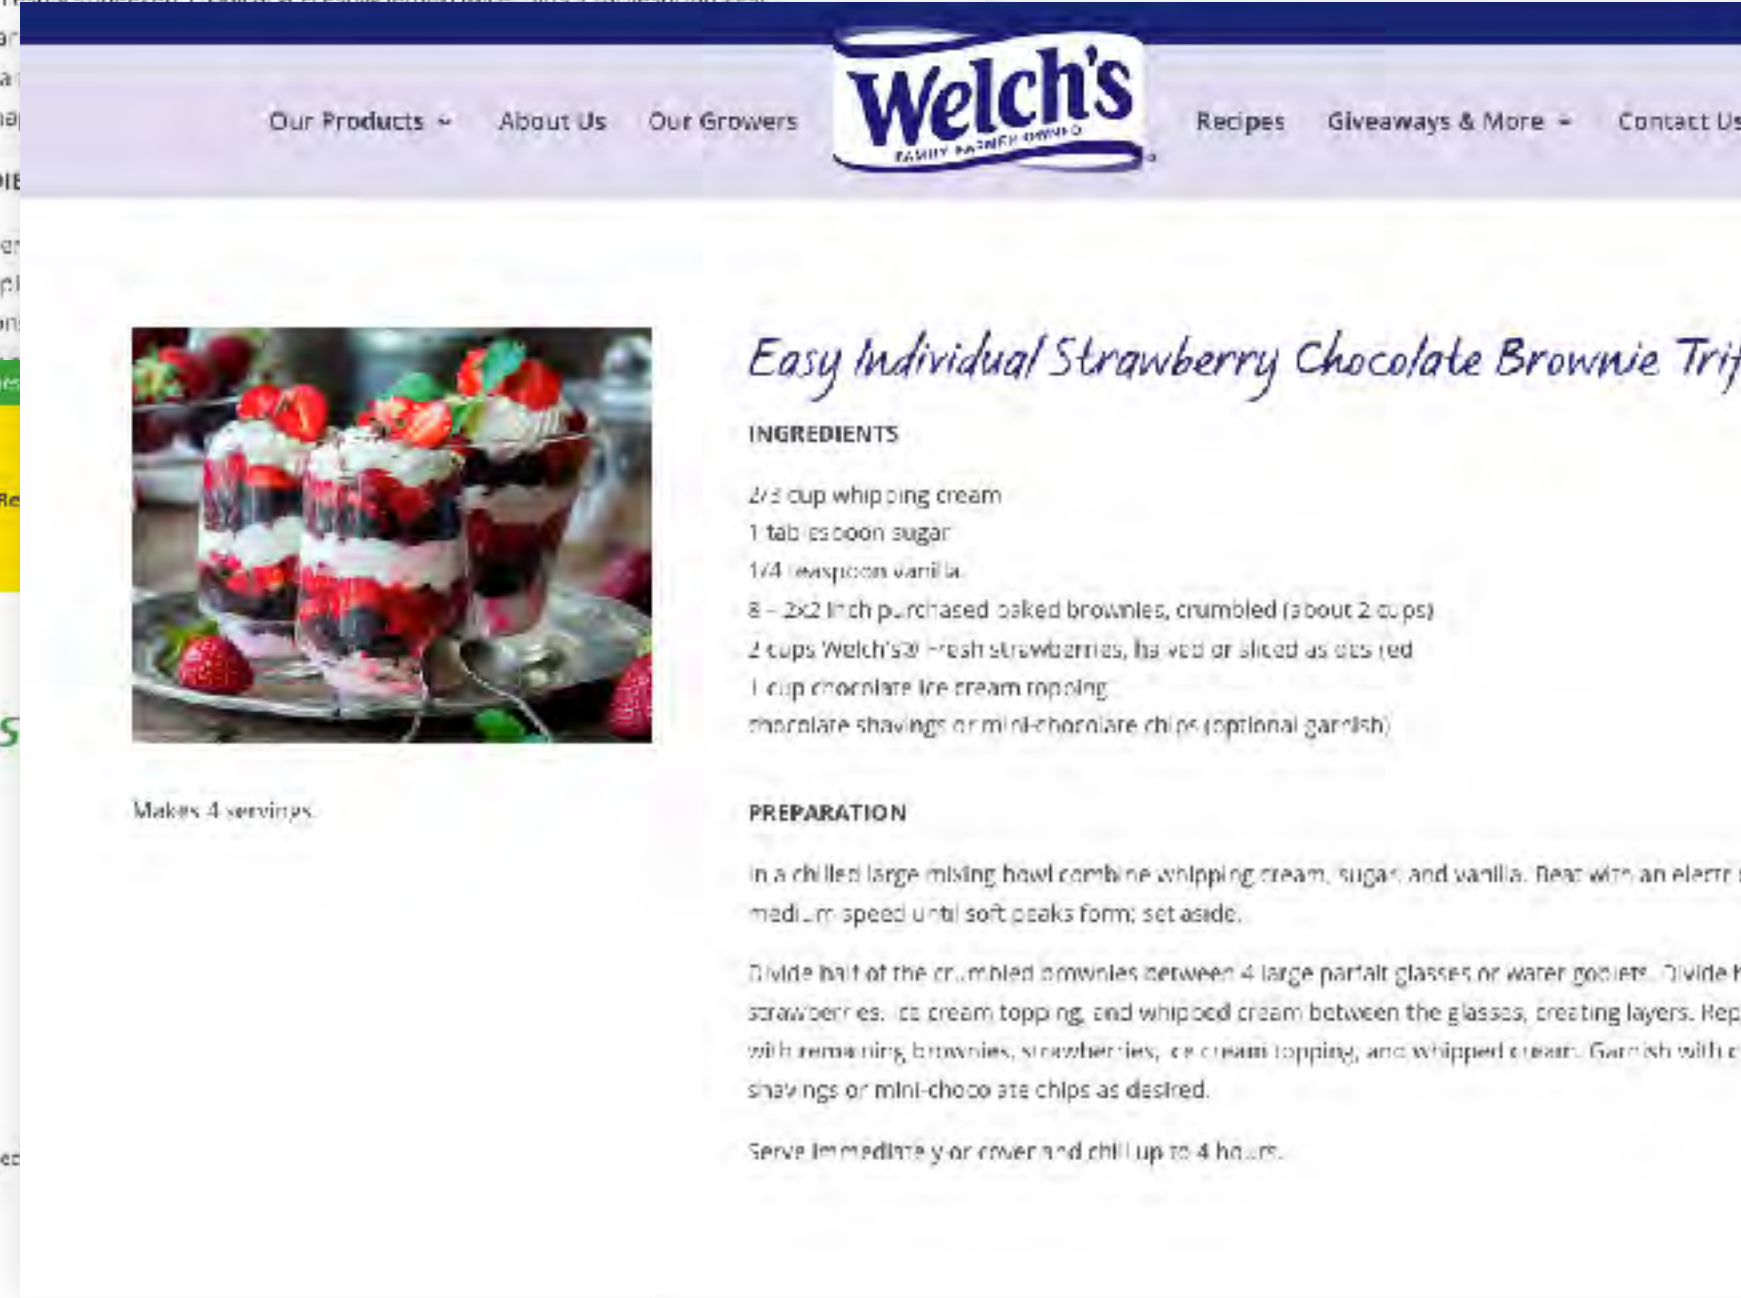 Our Products
About Us
Our Growers
Welch's
FAMILY FARMER OWNED
Recipes
Giveaways & More
Contact Us
Easy Individual Strawberry Chocolate Brownie Trif
INGREDIENTS
2/3 cup whipping cream
1 tablespoon sugar
1/4 teaspoon vanilla
8 – 2x2 inch purchased baked brownies, crumbled (about 2 cups)
2 cups Welch's® Fresh strawberries, halved or sliced as desired
1 cup chocolate ice cream topping
chocolate shavings or mini-chocolate chips (optional garnish)
Makes 4 servings.
PREPARATION
In a chilled large mixing bowl combine whipping cream, sugar, and vanilla. Beat with an electri
medium speed until soft peaks form; set aside.
Divide half of the crumbled brownies between 4 large parfait glasses or water goblets. Divide h
strawberries, ice cream topping, and whipped cream between the glasses, creating layers. Rep
with remaining brownies, strawberries, ice cream topping, and whipped cream. Garnish with c
shavings or mini-chocolate chips as desired.
Serve immediately or cover and chill up to 4 hours.